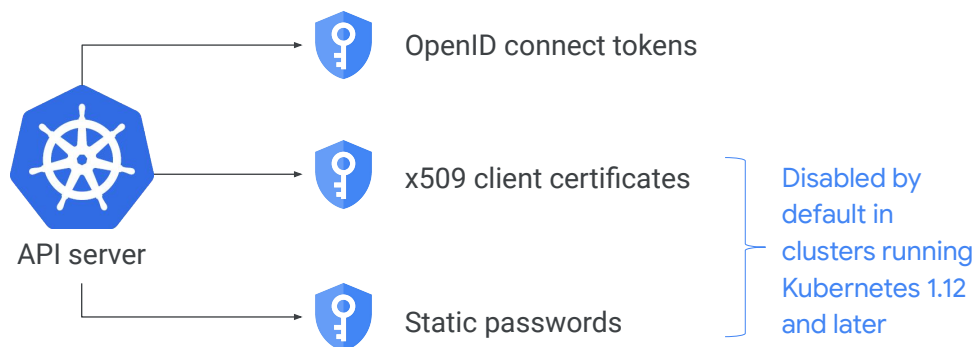 OpenID connect tokens
x509 client certificates
API server
Static passwords
Disabled by
default in
clusters running
Kubernetes 1.12
and later